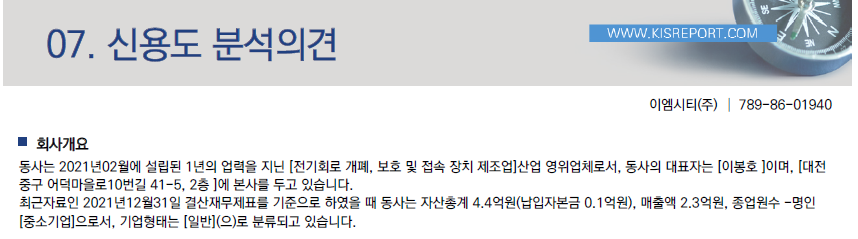 07. 신용도 분석의견
WWW.KISREPORT.COM
이엠시티(주) | 789-86-01940
■ 회사개요
동사는 2021년02월에 설립된 1년의 업력을 지닌 [전기회로 개폐, 보호 및 접속 장치 제조업]산업 영위업체로서, 동사의 대표자는 [이봉호 ]이며, [대전
중구 어덕마을로10번길 41-5, 2층 ]에 본사를 두고 있습니다.
최근자료인 2021년12월31일 결산재무제표를 기준으로 하였을 때 동사는 자산총계 4.4억원(납입자본금 0.1억원), 매출액 2.3억원, 종업원수 -명인
[중소기업]으로서, 기업형태는 [일반](으)로 분류되고 있습니다.